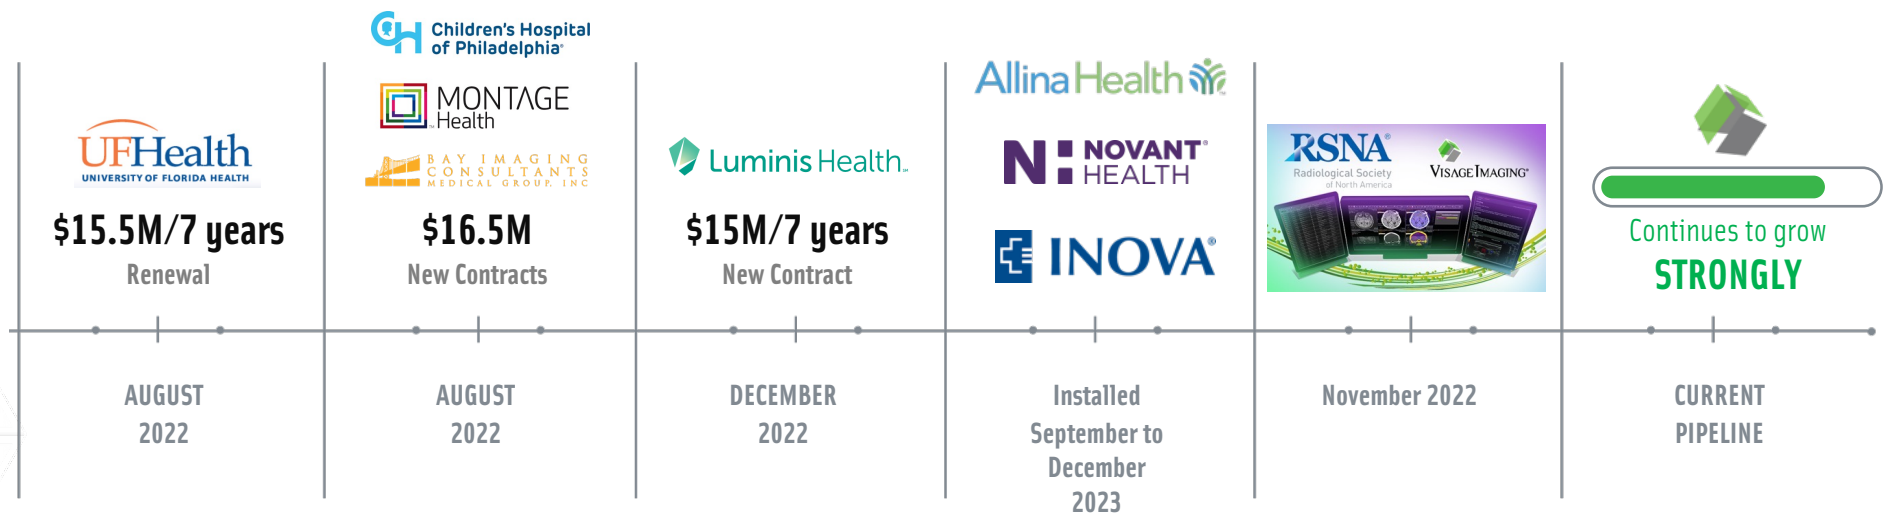 UFHealth
UNIVERSITY OF FLORIDA HEALTH
$15.5M/7 years
Renewal
AUGUST
2022
CH Children's Hospital
of Philadelphia®
MONTAGE
Health
BAY IMAGING
CONSULTANTS
MEDICAL GROUP, INC
$16.5M
New Contracts
AUGUST
2022
Luminis Health℠
$15M/7 years
New Contract
DECEMBER
2022
Allina Health
N NOVANT®
HEALTH
INOVA®
Installed
September to
December
2023
RSNA®
Radiological Society
of North America
VISAGE IMAGING®
November 2022
Continues to grow
STRONGLY
CURRENT
PIPELINE